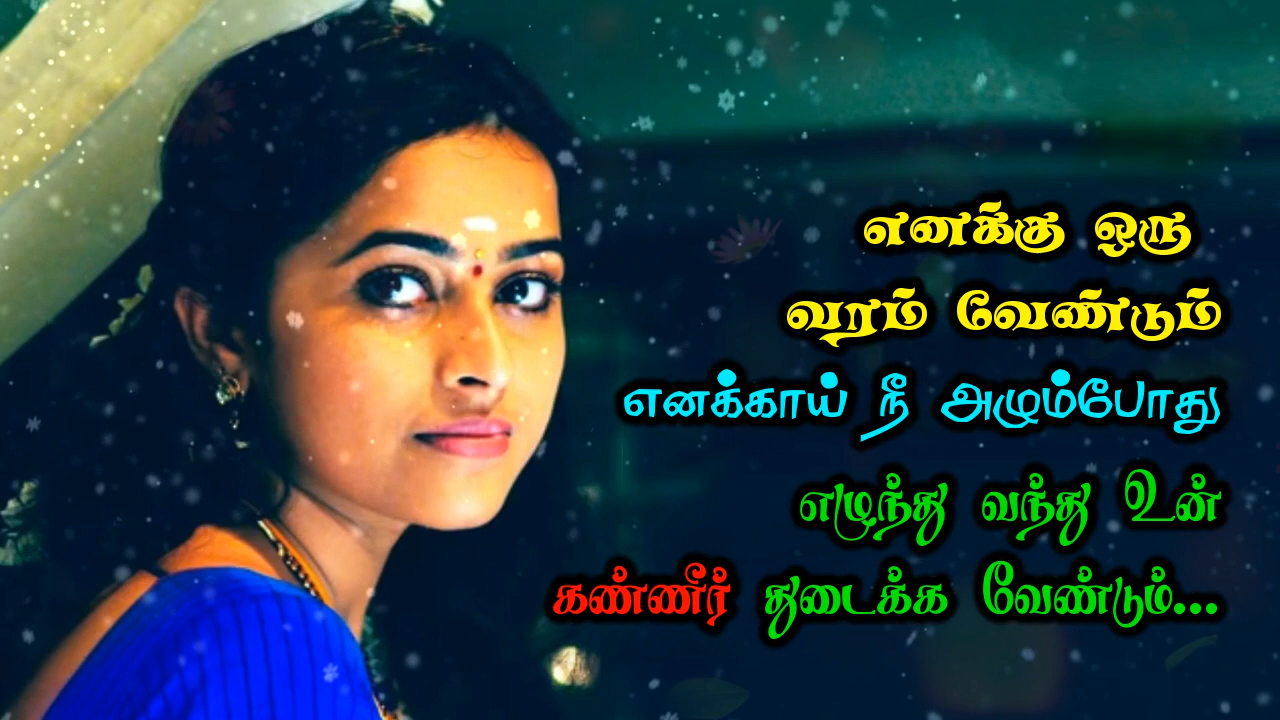 எனக்கு ஒரு
வரம் வேண்டும்
எனக்காய் நீ அழும்போது
எழுந்து வந்து உன்
கண்ணீர் துடைக்க வேண்டும்...